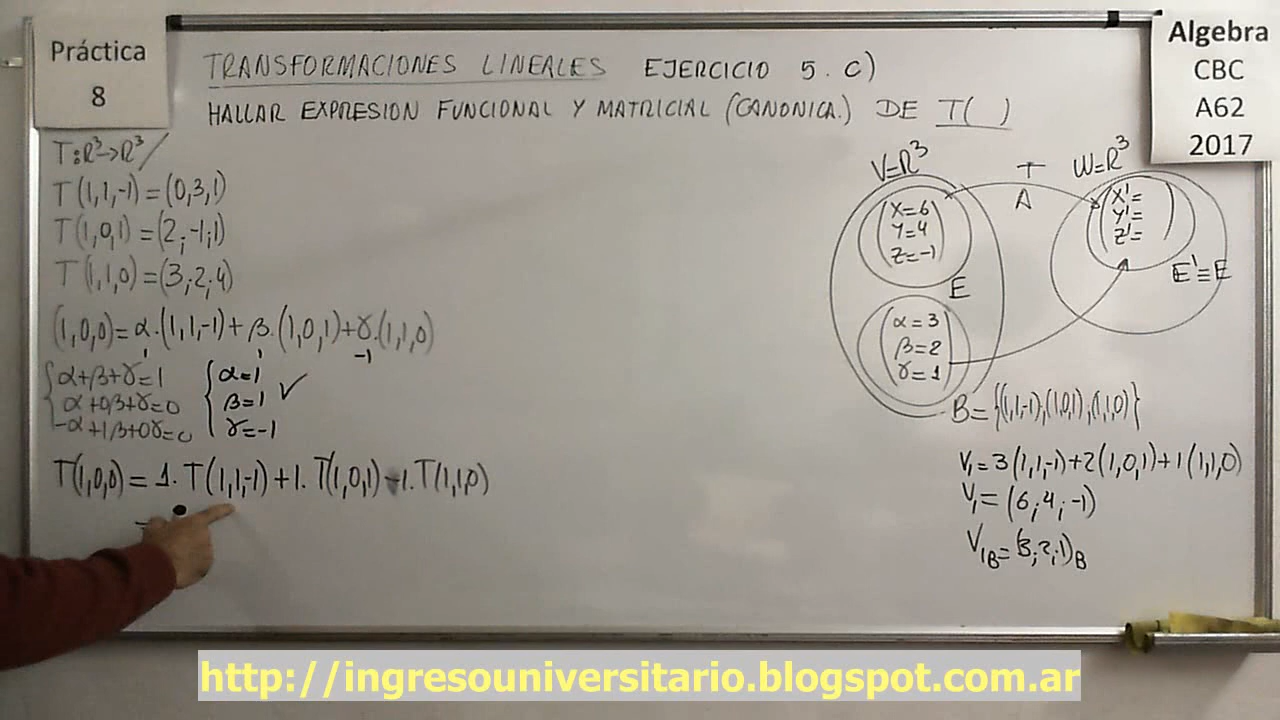 Práctica
8
TRANSFORMACIONES LINEALES EJERCICIO 5. C)
HALLAR EXPRESION FUNCIONAL Y MATRICIAL (CANONICA.) DE T( )
Algebra
CBC
A62
2017
T:R³→R³/
T(1,1,-1)=(0,3,1)
T(1,0,1)=(2,-1,1)
T(1,1,0)=(3;2;4)
(1,0,0)=α.(1,1,-1)+β.(1,0,1)+γ.(1,1,0)
1 1 -1
α+β+γ=1
α+0β+γ=0
-α+1β+0γ=0
α=1
β=1 ✓
γ=-1
T(1,0,0)=1.T(1,1,-1)+1.T(1,0,1)-1.T(1,1,0)
=
V=R³
T
A
W=R³
X=6
Y=4
Z=-1
E
X'=
Y'=
Z'=
E'≡E
α=3
β=2
γ=1
B={(1,1,-1),(1,0,1),(1,1,0)}
V₁=3(1,1,-1)+2(1,0,1)+1(1,1,0)
V₁=(6;4;-1)
V₁B=(3;2;1)B
http://ingresouniversitario.blogspot.com.ar